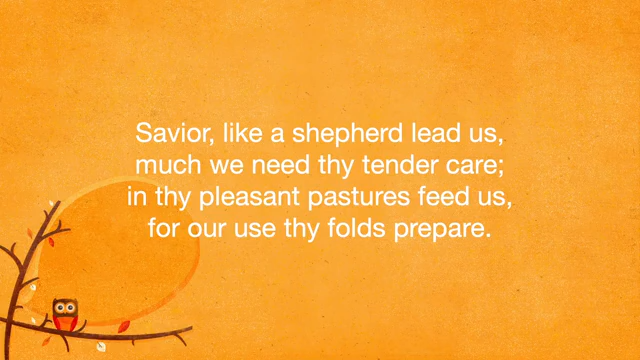 Savior, like a shepherd lead us,
much we need thy tender care;
in thy pleasant pastures feed us,
for our use thy folds prepare.